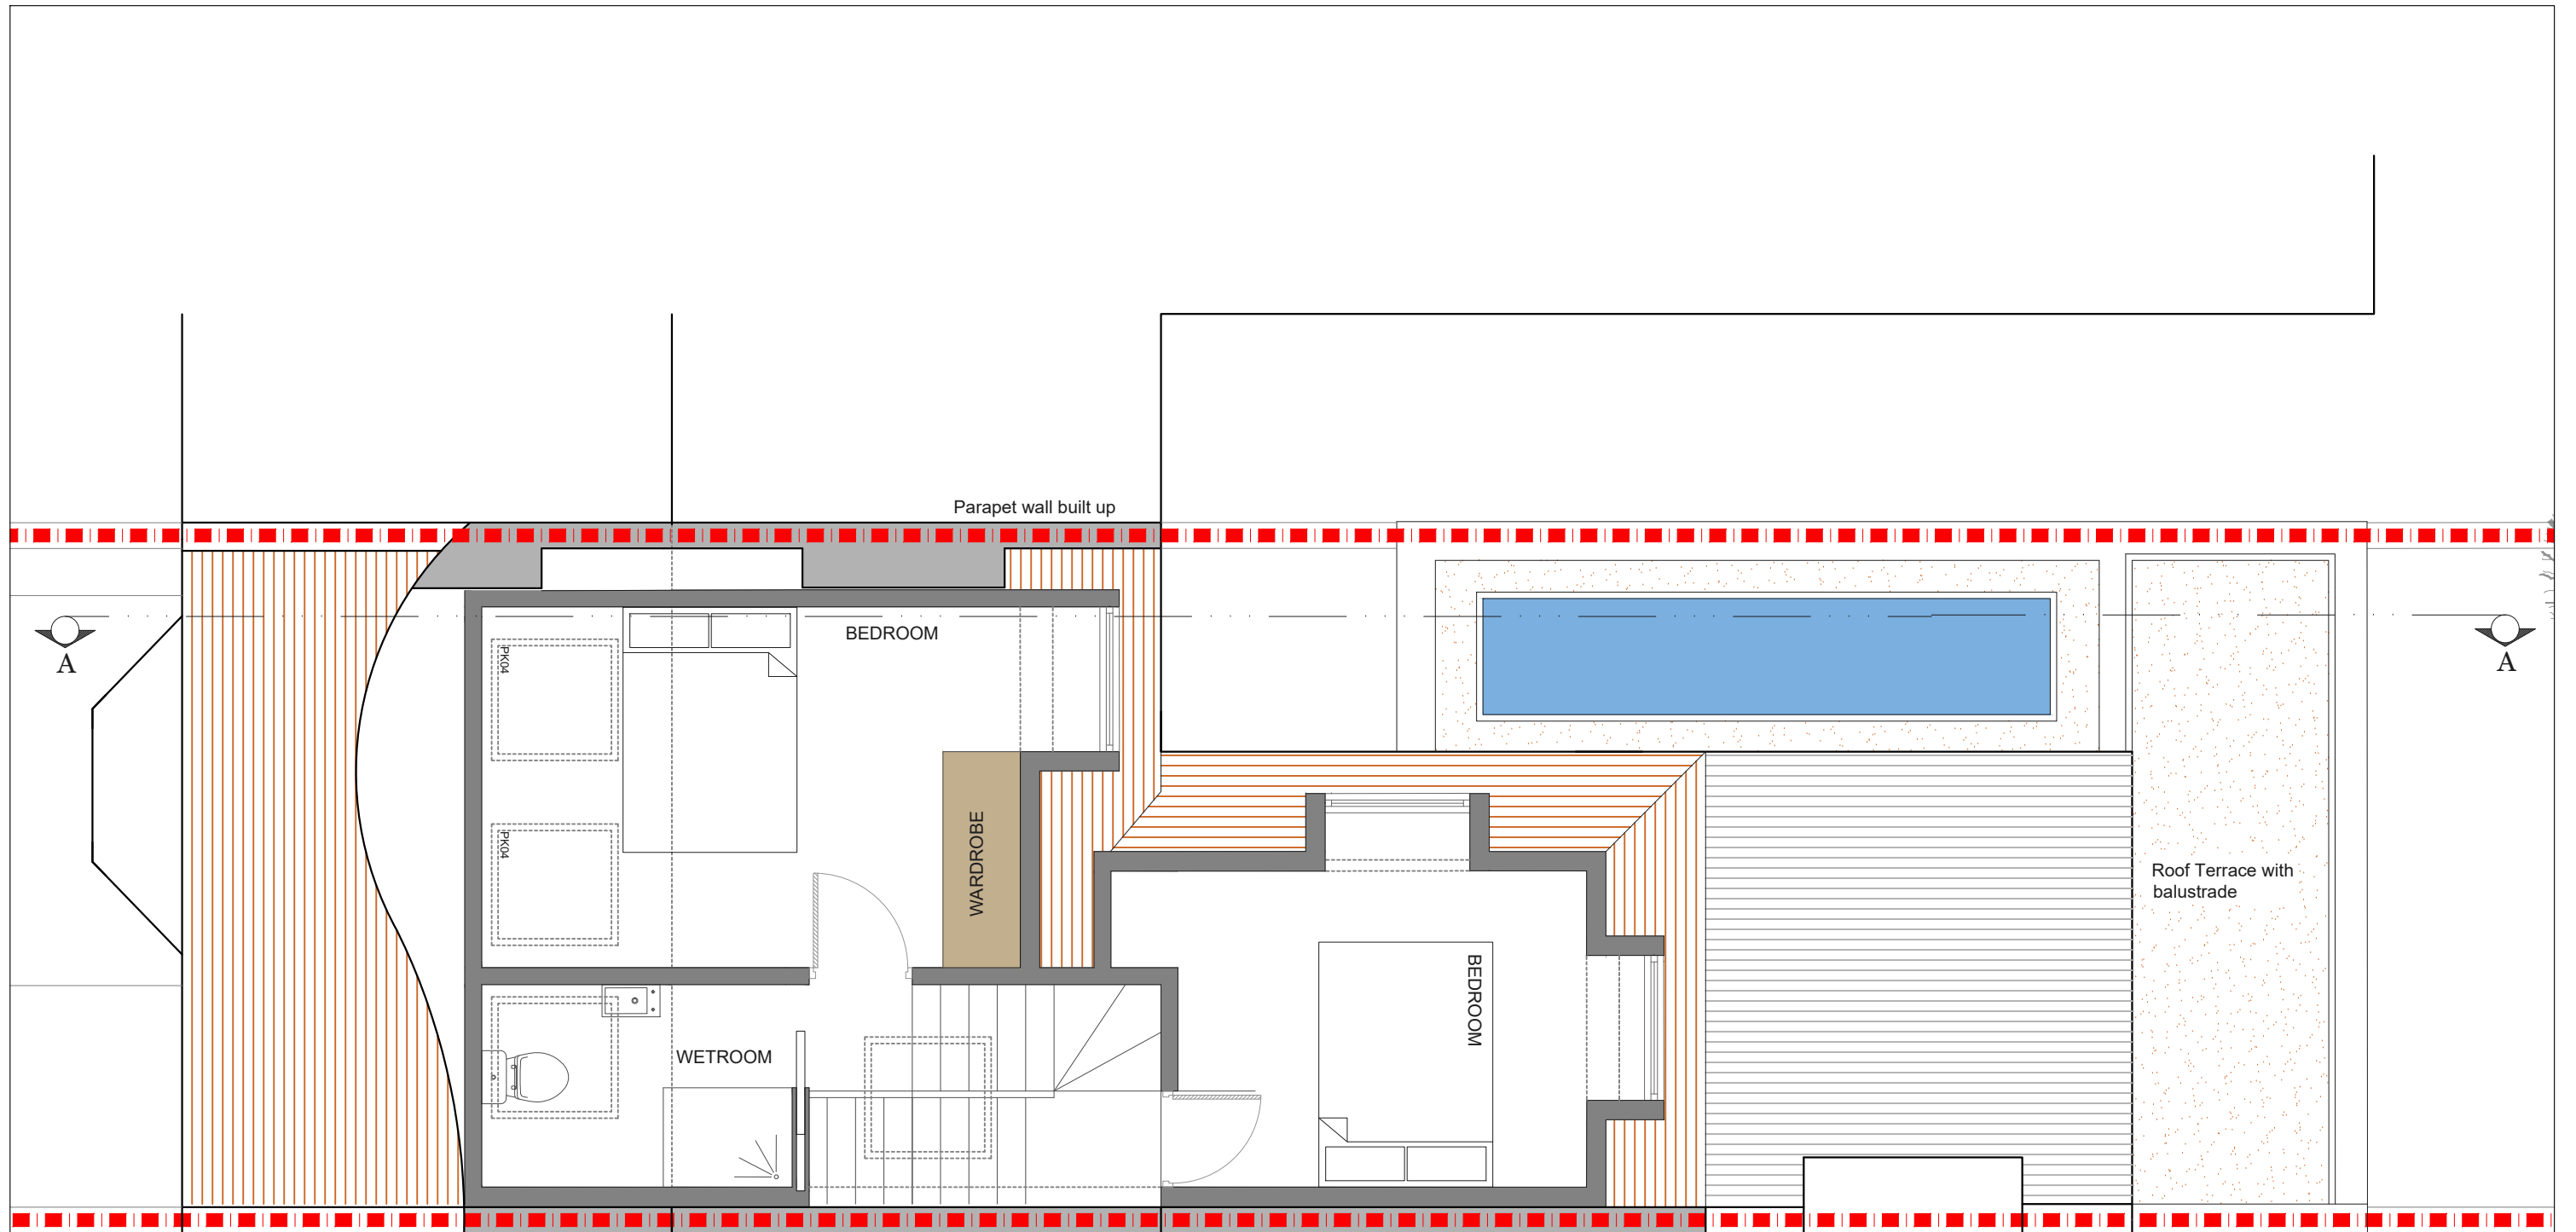 Parapet wall built up
BEDROOM
PK04
A
A
PK04
WARDROBE
Roof Terrace with
balustrade
BEDROOM
WETROOM